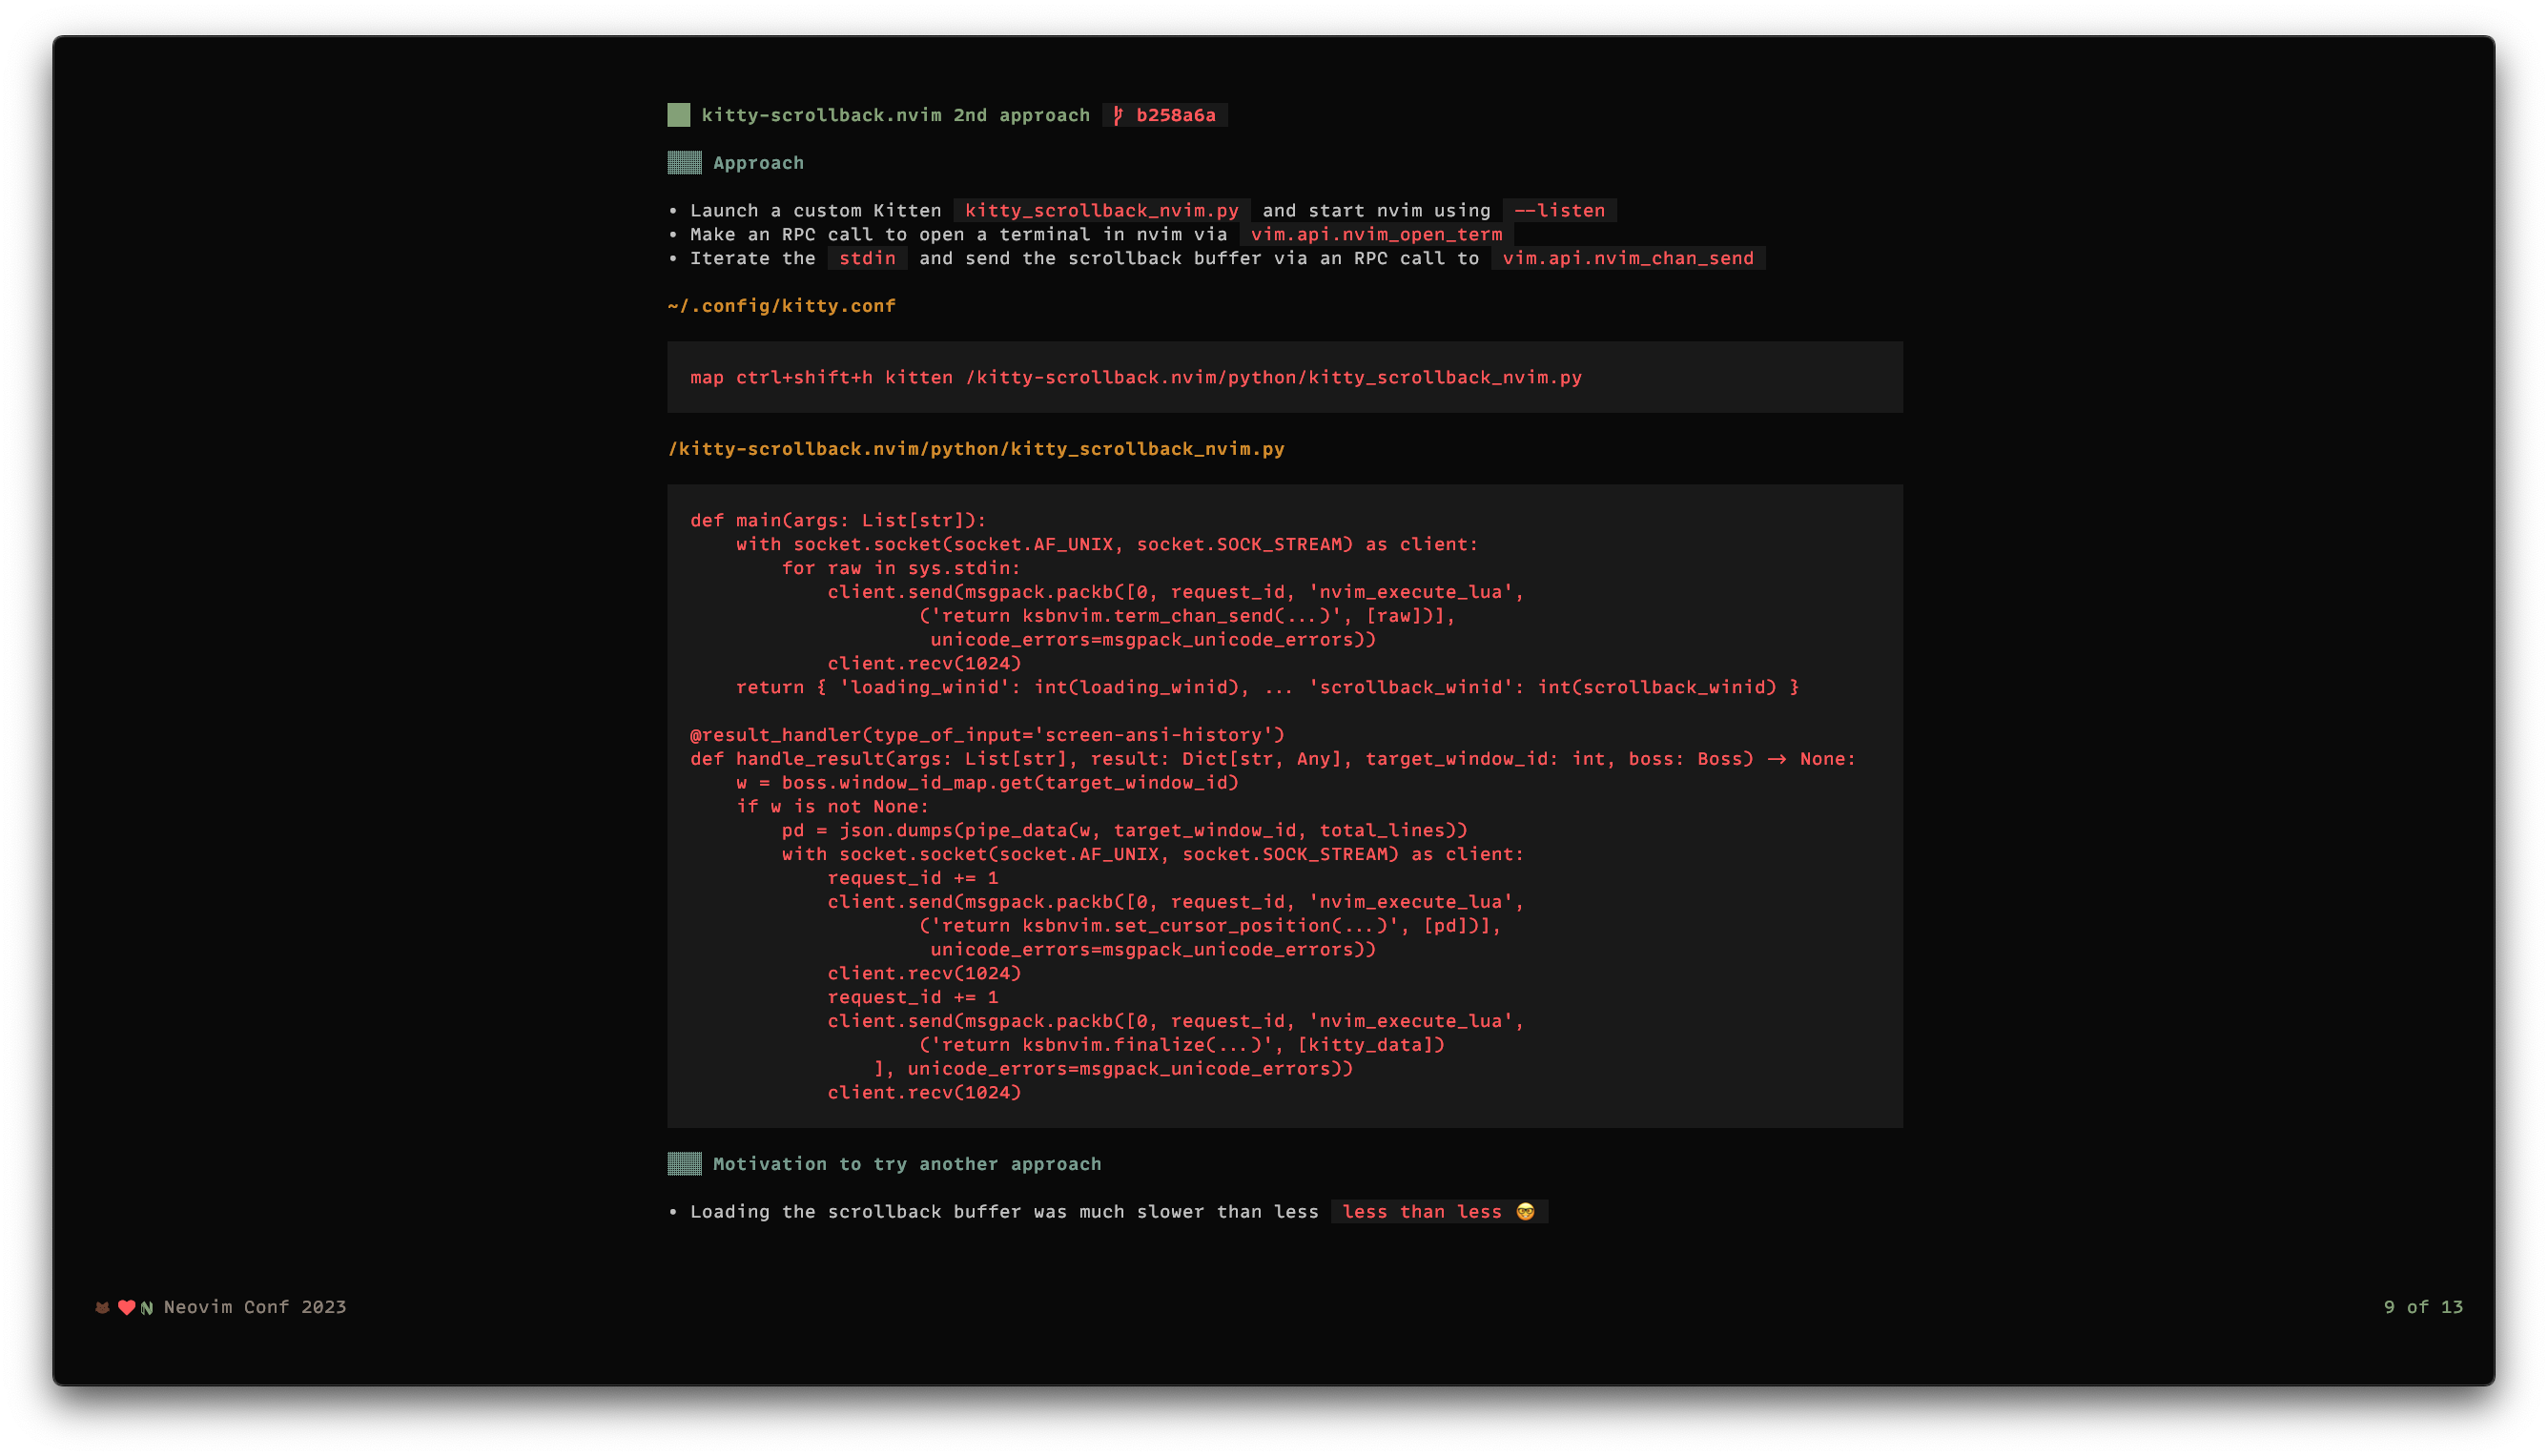 kitty-scrollback.nvim 2nd approach b258a6a
Approach
• Launch a custom Kitten kitty_scrollback_nvim.py and start nvim using --listen
• Make an RPC call to open a terminal in nvim via vim.api.nvim_open_term
• Iterate the stdin and send the scrollback buffer via an RPC call to vim.api.nvim_chan_send
~/.config/kitty.conf
map ctrl+shift+h kitten /kitty-scrollback.nvim/python/kitty_scrollback_nvim.py
/kitty-scrollback.nvim/python/kitty_scrollback_nvim.py
def main(args: List[str]):
    with socket.socket(socket.AF_UNIX, socket.SOCK_STREAM) as client:
        for raw in sys.stdin:
            client.send(msgpack.packb([0, request_id, 'nvim_execute_lua',
                    ('return ksbnvim.term_chan_send(...)', [raw])],
                     unicode_errors=msgpack_unicode_errors))
            client.recv(1024)
    return { 'loading_winid': int(loading_winid), ... 'scrollback_winid': int(scrollback_winid) }
@result_handler(type_of_input='screen-ansi-history')
def handle_result(args: List[str], result: Dict[str, Any], target_window_id: int, boss: Boss) -> None:
    w = boss.window_id_map.get(target_window_id)
    if w is not None:
        pd = json.dumps(pipe_data(w, target_window_id, total_lines))
        with socket.socket(socket.AF_UNIX, socket.SOCK_STREAM) as client:
            request_id += 1
            client.send(msgpack.packb([0, request_id, 'nvim_execute_lua',
                    ('return ksbnvim.set_cursor_position(...)', [pd])],
                     unicode_errors=msgpack_unicode_errors))
            client.recv(1024)
            request_id += 1
            client.send(msgpack.packb([0, request_id, 'nvim_execute_lua',
                    ('return ksbnvim.finalize(...)', [kitty_data])
                ], unicode_errors=msgpack_unicode_errors))
            client.recv(1024)
Motivation to try another approach
• Loading the scrollback buffer was much slower than less less than less 🤓
Neovim Conf 2023
9 of 13